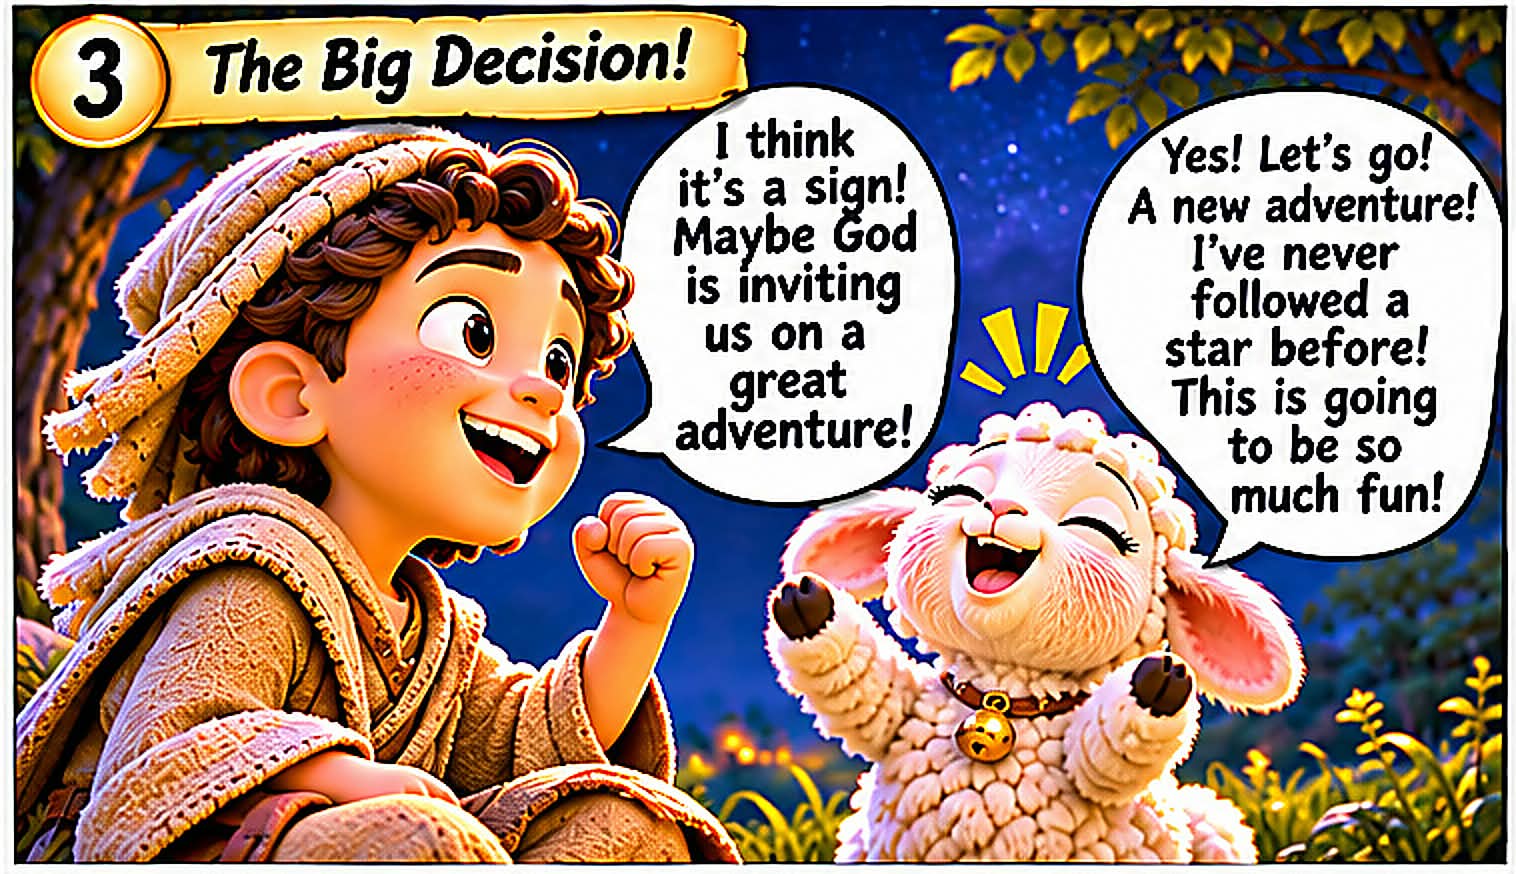 3
The Big Decision!
I think
it's a sign!
Maybe God
is inviting
us on a
great
adventure!
Yes! Let's go!
A new adventure!
I've never
followed a
star before!
This is going
to be so
much fun!